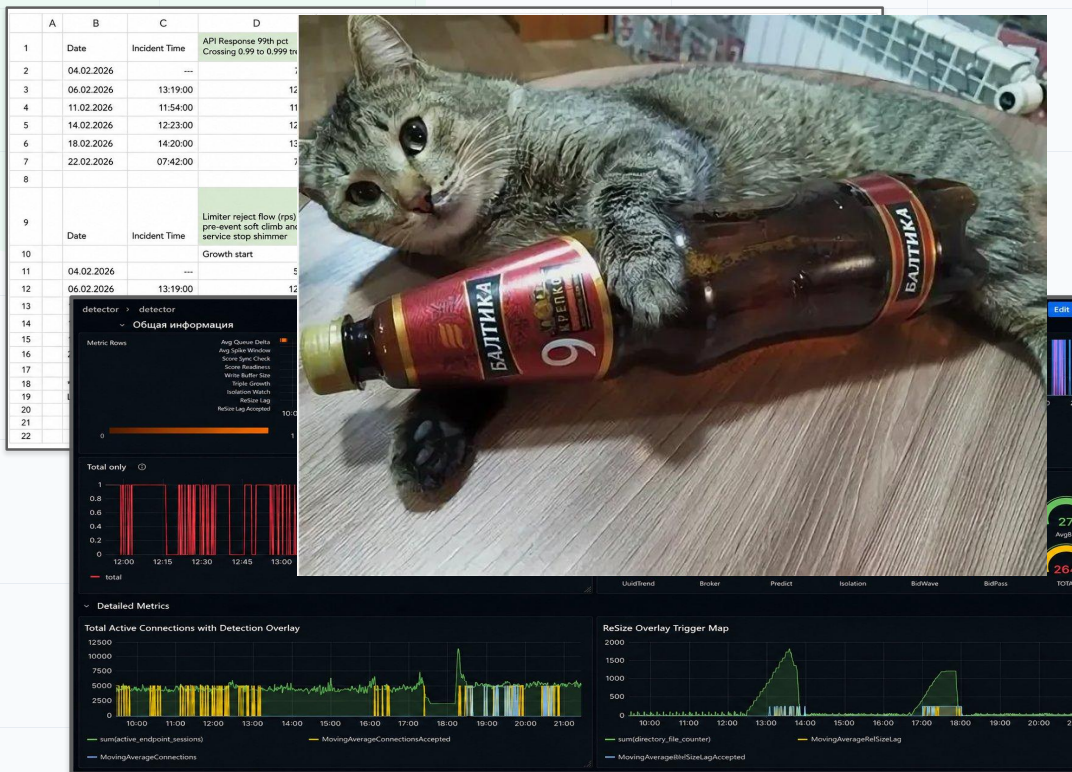 A B C D
1 Date Incident Time API Response 99th pct
Crossing 0.99 to 0.999
2 04.02.2026 ---
3 06.02.2026 13:19:00 12
4 11.02.2026 11:54:00 11
5 14.02.2026 12:23:00 12
6 18.02.2026 14:20:00 13
7 22.02.2026 07:42:00
8
9 Date Incident Time Limiter reject flow (rps)
pre-event soft climb and
service stop shimmer
10 Growth start
11 04.02.2026 --- 5
12 06.02.2026 13:19:00 12
13
14
15
16
17
18
19
20
21
22
БАЛТИКА
9
КРЕПКОЕ
БАЛТИКА
detector > detector
Edit
Общая информация
Metric Rows
Avg Queue Delta
Avg Spike Window
Score Sync Check
Score Readiness
Write Buffer Size
Triple Growth
Isolation Watch
ReSize Lag
ReSize Lag Accepted
0 1
Total only
1
0.8
0.6
0.4
0.2
0
12:00 12:15 12:30 12:45 13:00
total
27
AvgB
26
TOTA
UuidTrend Broker Predict Isolation BidWave BidPass
Detailed Metrics
Total Active Connections with Detection Overlay
12500
10000
7500
5000
2500
0
10:00 11:00 12:00 13:00 14:00 15:00 16:00 17:00 18:00 19:00 20:00 21:00
sum(active_endpoint_sessions) MovingAverageConnectionsAccepted
MovingAverageConnections
ReSize Overlay Trigger Map
2000
1500
1000
500
0
10:00 11:00 12:00 13:00 14:00 15:00 16:00 17:00 18:00 19:00 20:00
sum(directory_file_counter) MovingAverageRelSizeLag